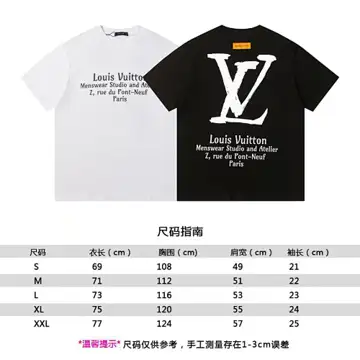 Louis Vuitton
Menswear Studio and Atelier
2, rue du Pont-Neuf
Paris
LV
Louis Vuitton
Menswear Studio and Atelier
2, rue du Pont-Neuf
Paris
尺码指南
尺码 衣长（cm） 胸围(cm） 肩宽（cm） 袖长（cm）
S 69 108 49 21
M 71 112 51 22
L 73 116 53 23
XL 75 120 55 24
XXL 77 124 57 25
*温馨提示* 尺码仅供参考，手工测量存在1-3cm误差